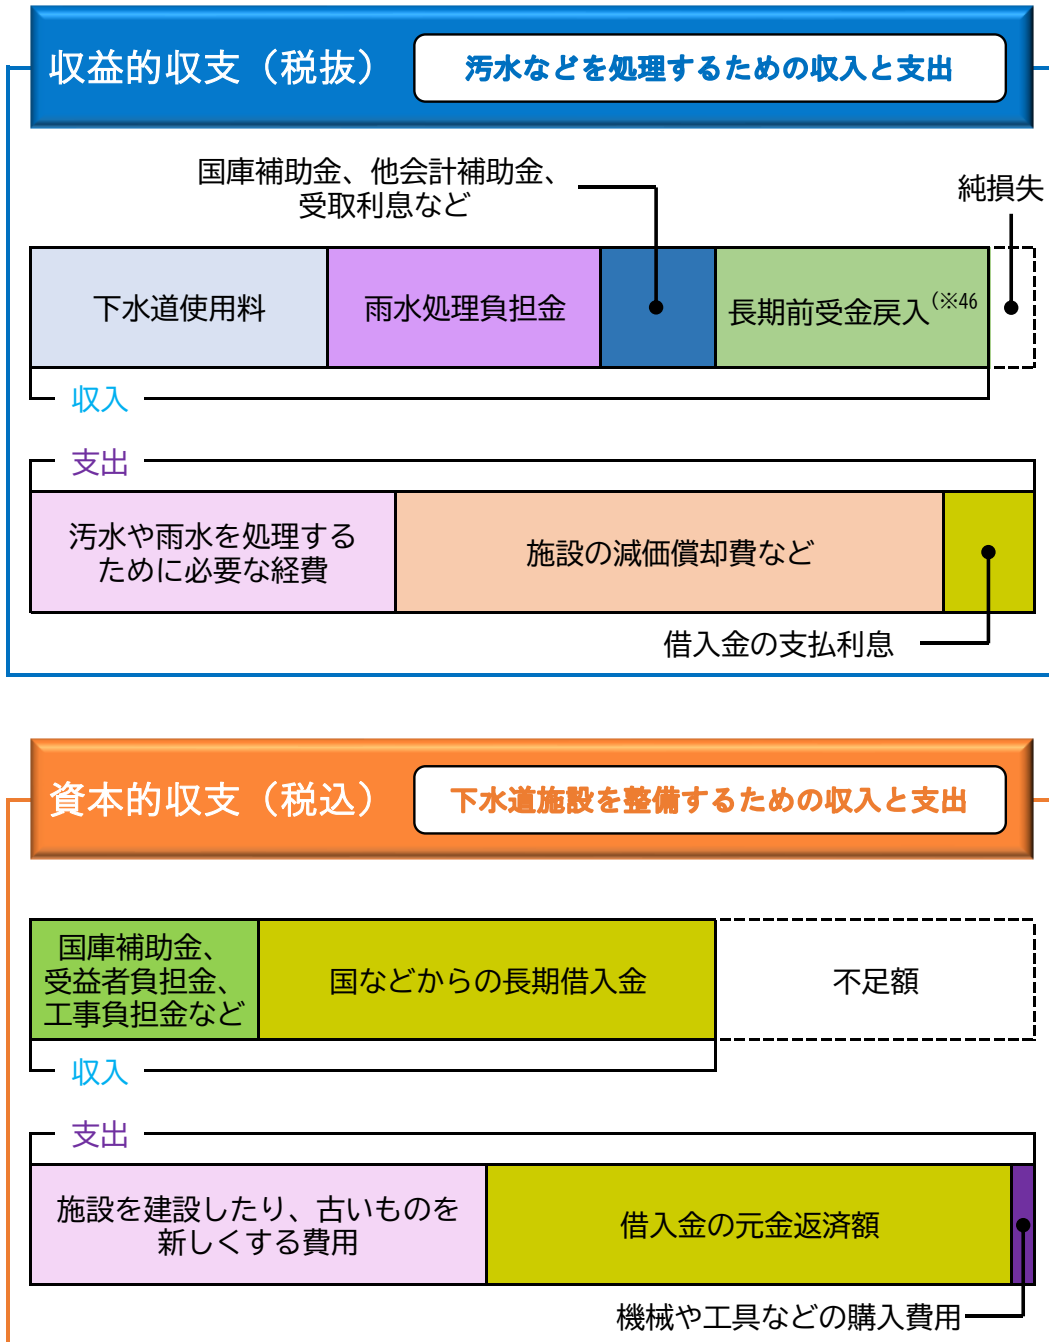 収益的収支（税抜）
汚水などを処理するための収入と支出
国庫補助金、他会計補助金、
受取利息など
純損失
下水道使用料
雨水処理負担金
長期前受金戻入(※46
収入
支出
汚水や雨水を処理する
ために必要な経費
施設の減価償却費など
借入金の支払利息
資本的収支（税込）
下水道施設を整備するための収入と支出
国庫補助金、
受益者負担金、
工事負担金など
国などからの長期借入金
不足額
収入
支出
施設を建設したり、古いものを
新しくする費用
借入金の元金返済額
機械や工具などの購入費用